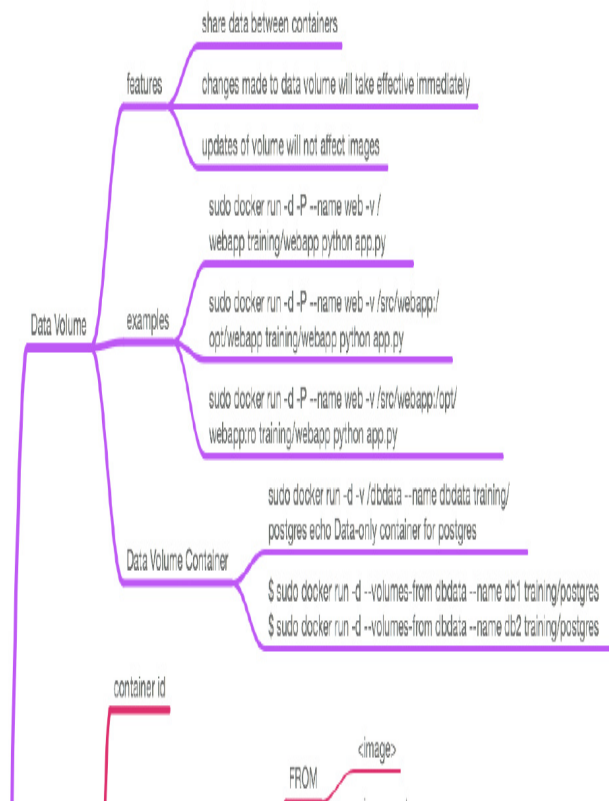 share data between containers
features
changes made to data volume will take effective immediately
updates of volume will not affect images
sudo docker run -d -P --name web -v /
webapp training/webapp python app.py
Data Volume
examples
sudo docker run -d -P --name web -v /src/webapp:/
opt/webapp training/webapp python app.py
sudo docker run -d -P --name web -v /src/webapp:/opt/
webapp:ro training/webapp python app.py
sudo docker run -d -v /dbdata --name dbdata training/
postgres echo Data-only container for postgres
Data Volume Container
$ sudo docker run -d --volumes-from dbdata --name db1 training/postgres
$ sudo docker run -d --volumes-from dbdata --name db2 training/postgres
container id
<image>
FROM